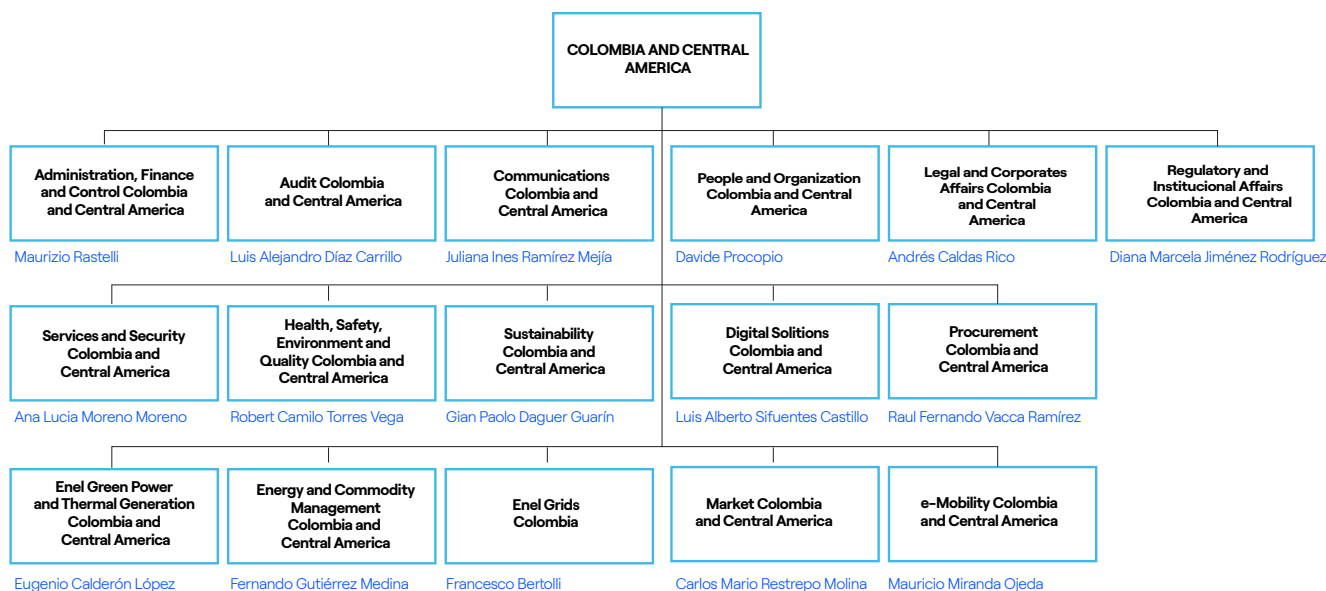 COLOMBIA AND CENTRAL
AMERICA
Administration, Finance
and Control Colombia
and Central America
Maurizio Rastelli
Audit Colombia
and Central America
Luis Alejandro Díaz Carrillo
Communications
Colombia and
Central America
Juliana Ines Ramírez Mejía
People and Organization
Colombia and Central
America
Davide Procopio
Legal and Corporates
Affairs Colombia
and Central
America
Andrés Caldas Rico
Regulatory and
Instit­ucional Affairs
Colombia and Central
America
Diana Marcela Jiménez Rodríguez
Services and Security
Colombia and
Central America
Ana Lucia Moreno Moreno
Health, Safety,
Environment and
Quality Colombia and
Central America
Robert Camilo Torres Vega
Sustainability
Colombia and
Central America
Gian Paolo Daguer Guarín
Digital Solitions
Colombia and
Central America
Luis Alberto Sifuentes Castillo
Procurement
Colombia and
Central America
Raul Fernando Vacca Ramírez
Enel Green Power
and Thermal Generation
Colombia and
Central America
Eugenio Calderón López
Energy and Commodity
Management
Colombia and
Central America
Fernando Gutiérrez Medina
Enel Grids
Colombia
Francesco Bertolli
Market Colombia
and Central America
Carlos Mario Restrepo Molina
e-Mobility Colombia
and Central America
Mauricio Miranda Ojeda